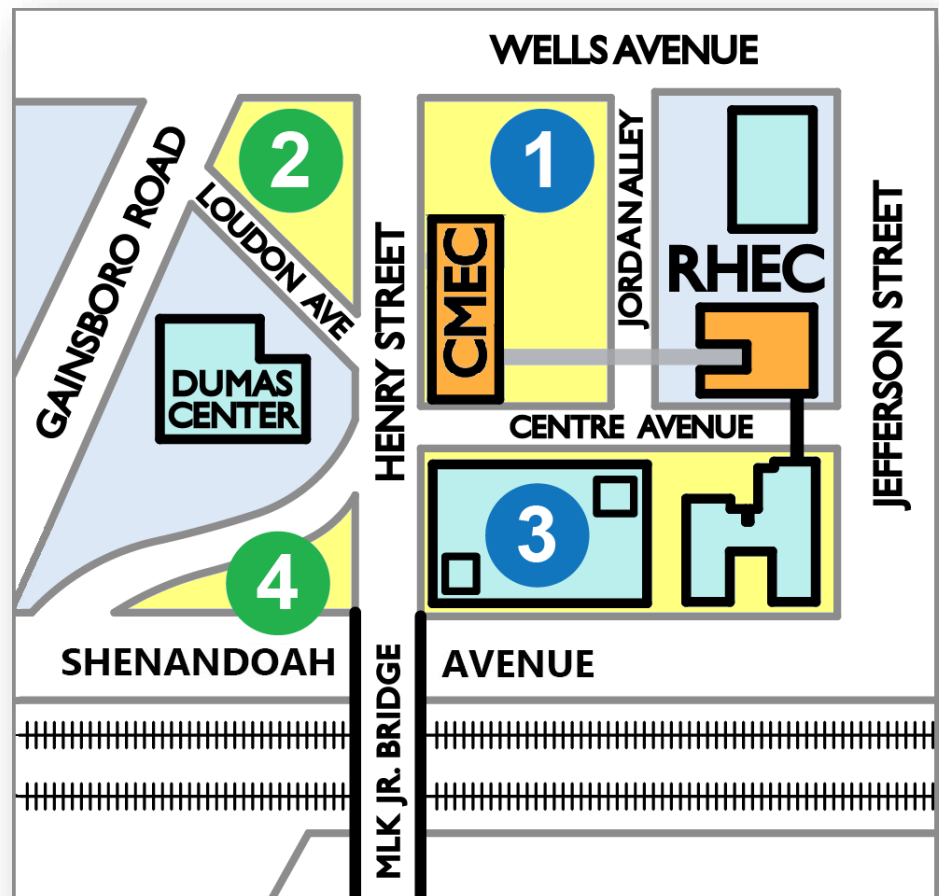 WELLS AVENUE
2
1
GAINSBORO ROAD
LOUDON AVE
HENRY STREET
CMEC
JORDAN ALLEY
RHEC
JEFFERSON STREET
DUMAS
CENTER
CENTRE AVENUE
3
4
SHENANDOAH AVENUE
MLK JR. BRIDGE